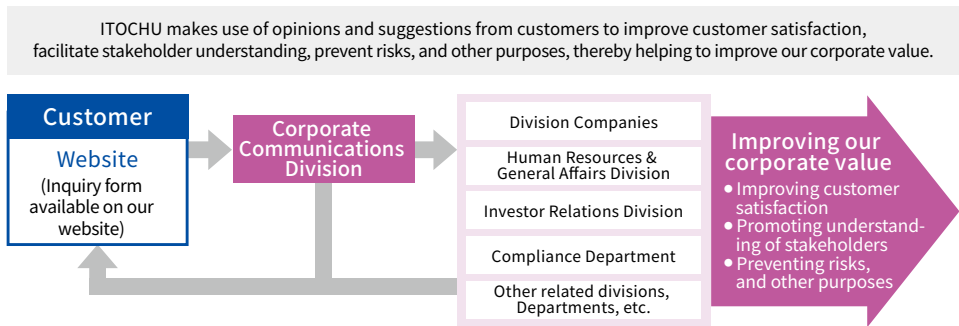 ITOCHU makes use of opinions and suggestions from customers to improve customer satisfaction,
facilitate stakeholder understanding, prevent risks, and other purposes, thereby helping to improve our corporate value.
Customer
Website
(Inquiry form
available on our
website)
Corporate
Communications
Division
Division Companies
Human Resources &
General Affairs Division
Investor Relations Division
Compliance Department
Other related divisions,
Departments, etc.
Improving our
corporate value
● Improving customer
satisfaction
● Promoting understand-
ing of stakeholders
● Preventing risks,
and other purposes